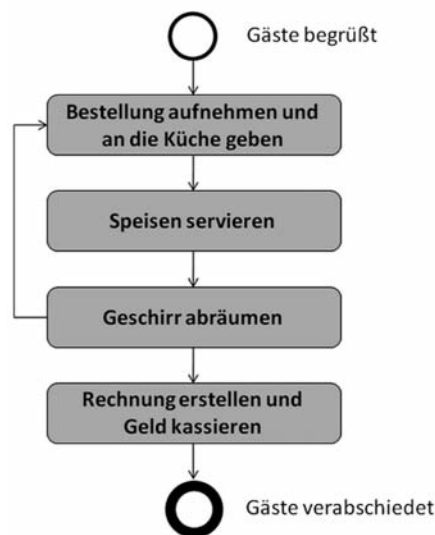 Gäste begrüßt
Bestellung aufnehmen und
an die Küche geben
Speisen servieren
Geschirr abräumen
Rechnung erstellen und
Geld kassieren
Gäste verabschiedet